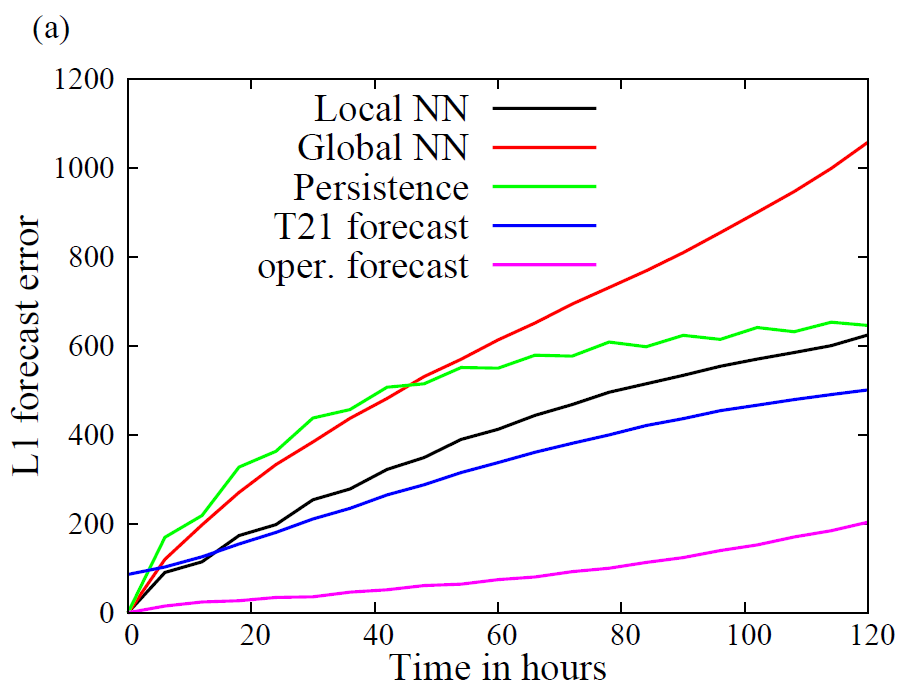 (a)
1200
1000
800
600
400
200
0
L1 forecast error
Local NN
Global NN
Persistence
T21 forecast
oper. forecast
0 20 40 60 80 100 120
Time in hours